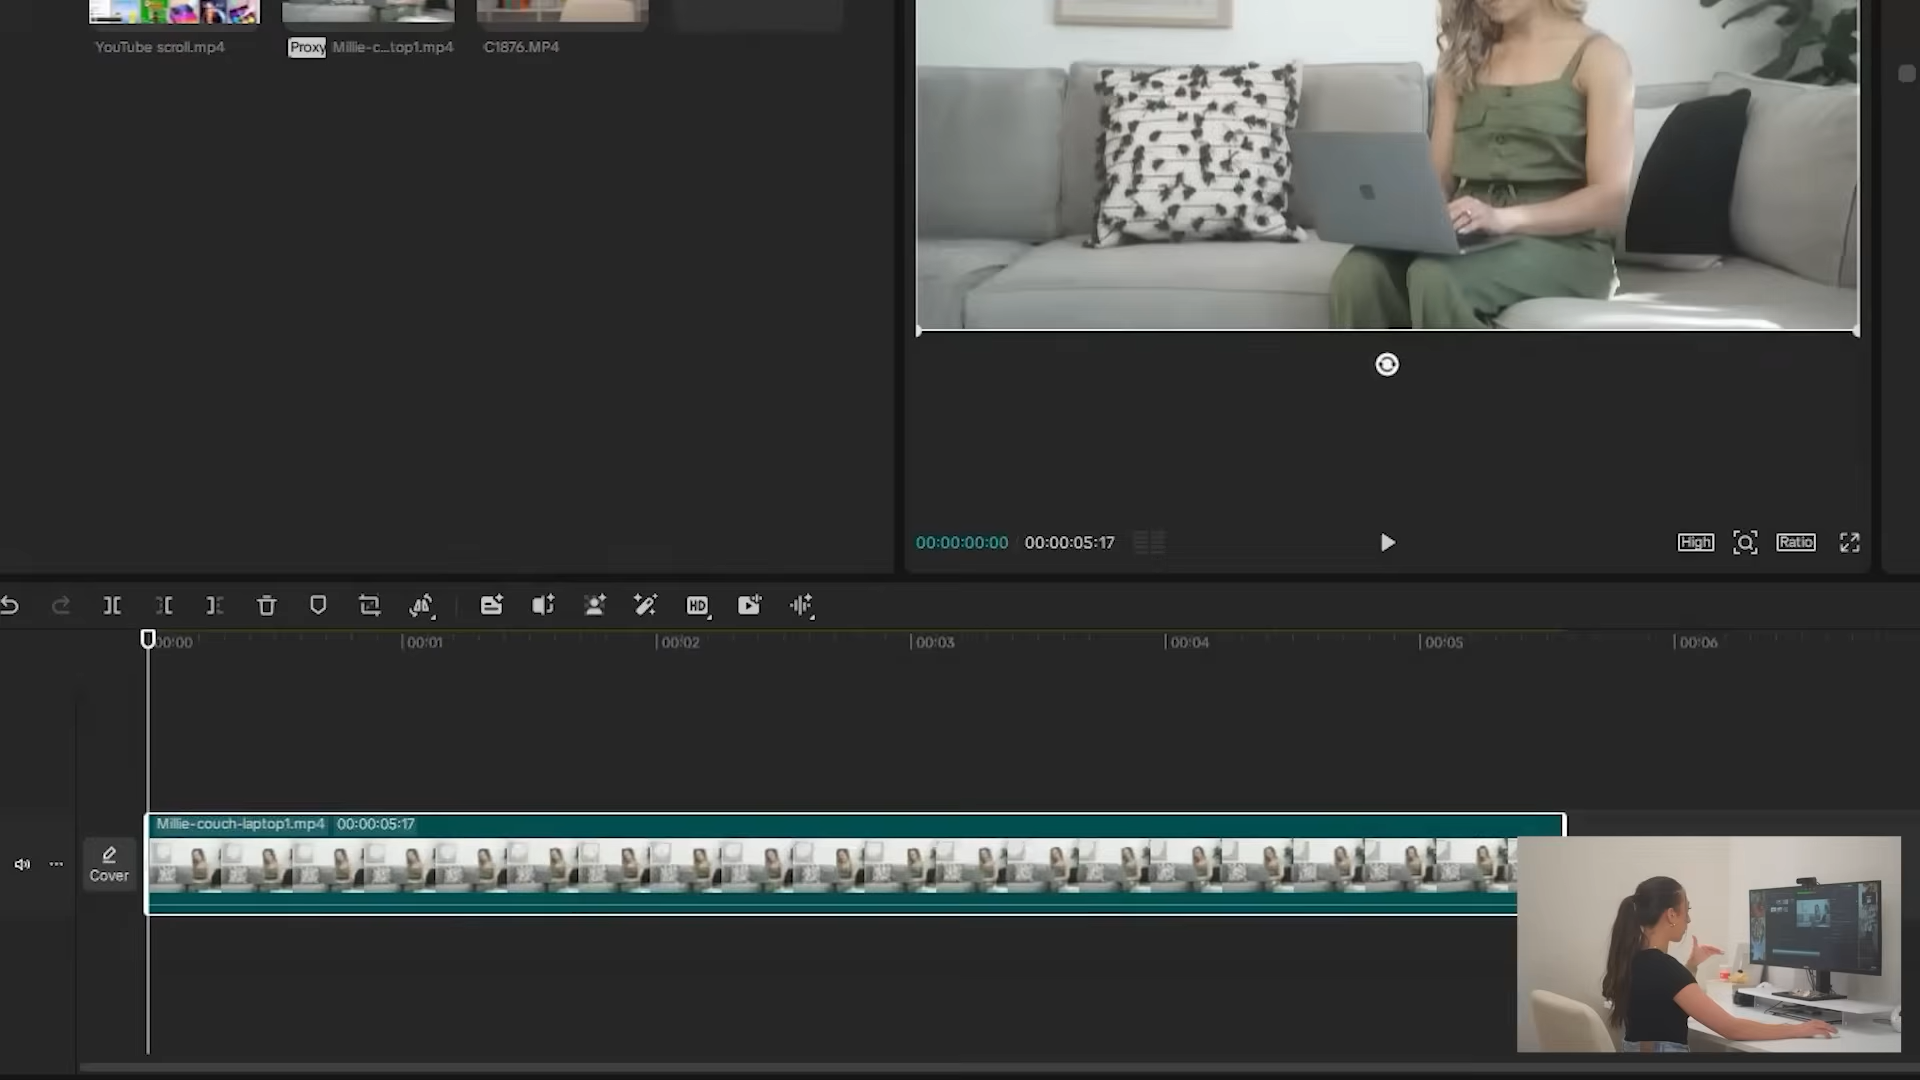 YouTube scroll.mp4
Proxy Millie-c...top1.mp4
C1876.MP4
00:00:00:00 00:00:05:17
High
Ratio
HD
00:00 00:01 00:02 00:03 00:04 00:05 00:06
Millie-couch-laptop1.mp4 00:00:05:17
Cover